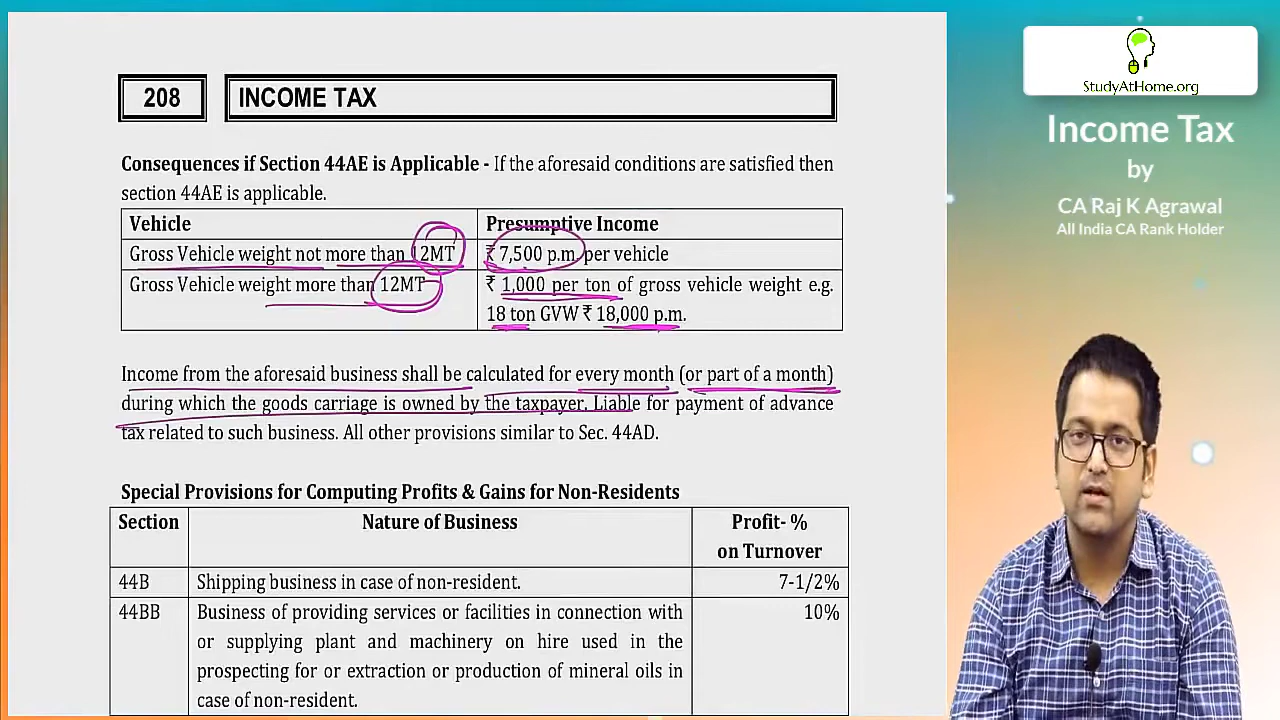 208
INCOME TAX
Consequences if Section 44AE is Applicable - If the aforesaid conditions are satisfied then
section 44AE is applicable.
Vehicle
Presumptive Income
Gross Vehicle weight not more than 12MT
₹ 7,500 p.m. per vehicle
Gross Vehicle weight more than 12MT
₹ 1,000 per ton of gross vehicle weight e.g.
18 ton GVW ₹ 18,000 p.m.
Income from the aforesaid business shall be calculated for every month (or part of a month)
during which the goods carriage is owned by the taxpayer. Liable for payment of advance
tax related to such business. All other provisions similar to Sec. 44AD.
Special Provisions for Computing Profits & Gains for Non-Residents
Section
Nature of Business
Profit- %
on Turnover
44B
Shipping business in case of non-resident.
7-1/2%
44BB
Business of providing services or facilities in connection with
10%
or supplying plant and machinery on hire used in the
prospecting for or extraction or production of mineral oils in
case of non-resident.
StudyAtHome.org
Income Tax
by
CA Raj K Agrawal
All India CA Rank Holder